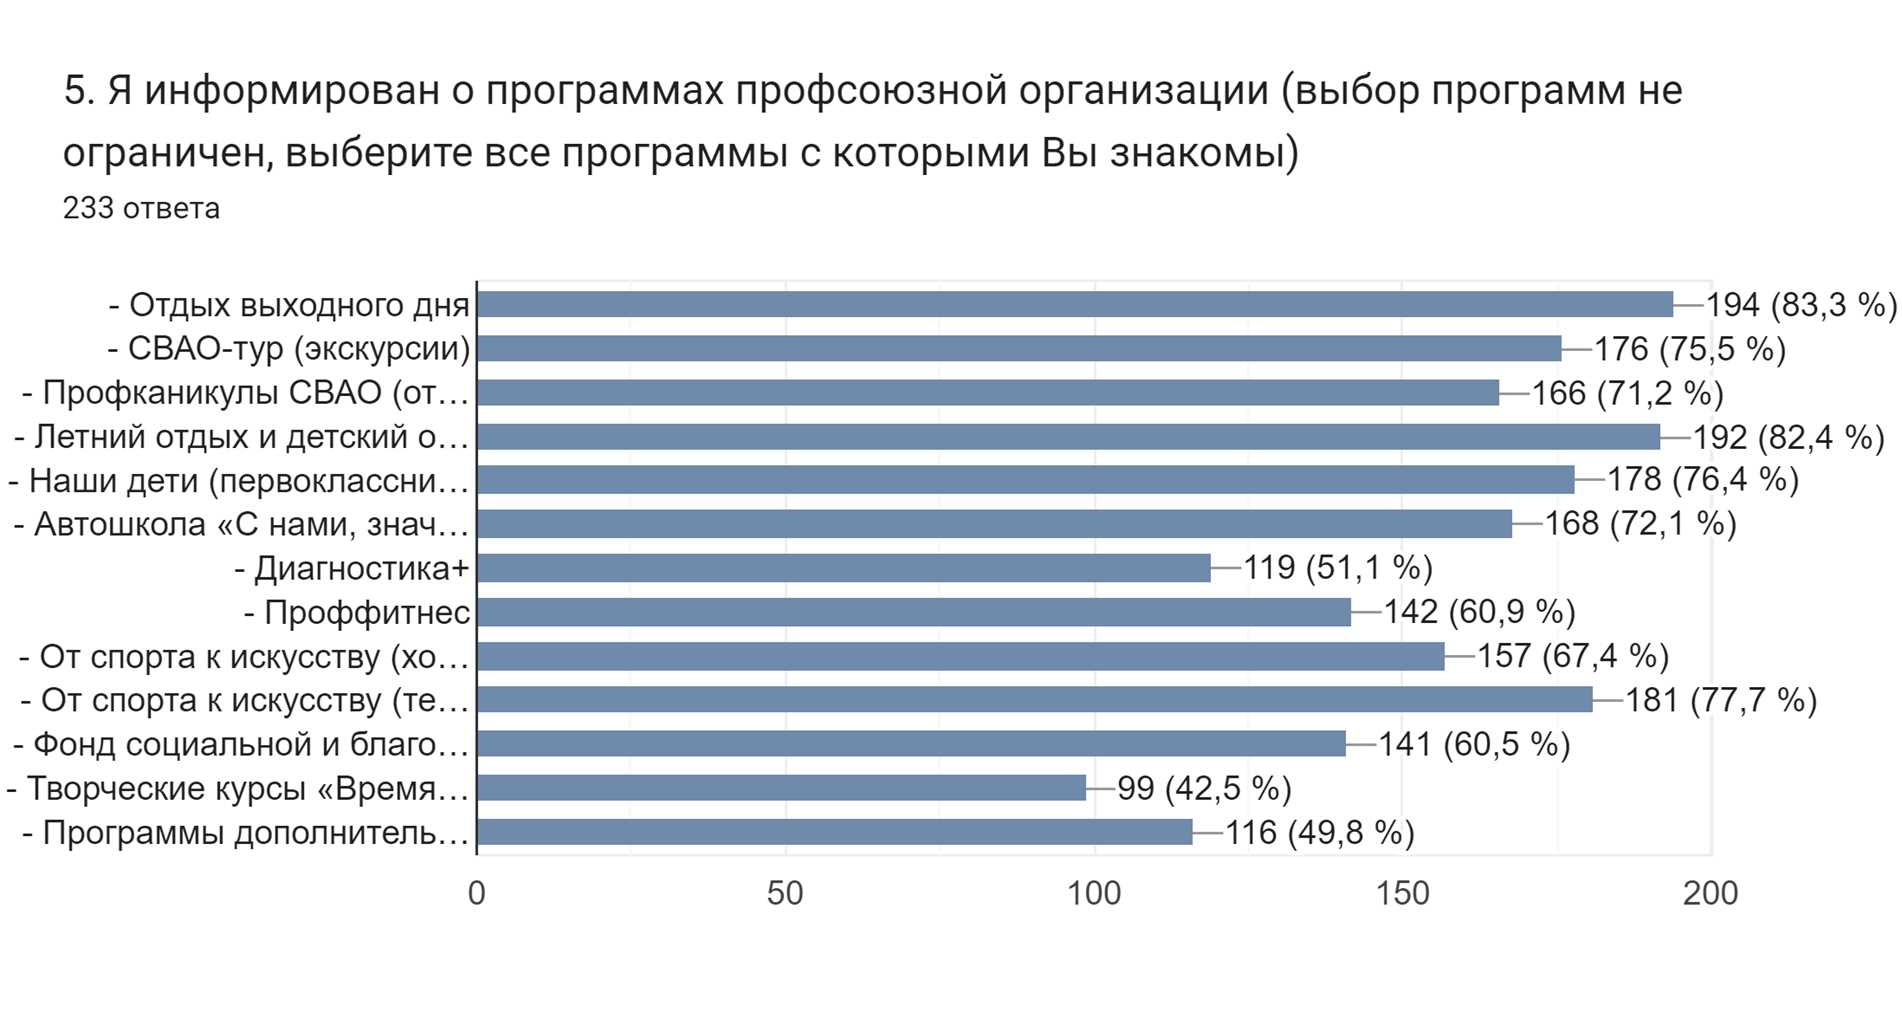 5. Я информирован о программах профсоюзной организации (выбор программ не
ограничен, выберите все программы с которыми Вы знакомы)
233 ответа
- Отдых выходного дня 194 (83,3 %)
- СВАО-тур (экскурсии) 176 (75,5 %)
- Профканикулы СВАО (от… 166 (71,2 %)
- Летний отдых и детский о… 192 (82,4 %)
- Наши дети (первоклассни… 178 (76,4 %)
- Автошкола «С нами, знач… 168 (72,1 %)
- Диагностика+ 119 (51,1 %)
- Проффитнес 142 (60,9 %)
- От спорта к искусству (хо… 157 (67,4 %)
- От спорта к искусству (те… 181 (77,7 %)
- Фонд социальной и благо… 141 (60,5 %)
- Творческие курсы «Время… 99 (42,5 %)
- Программы дополнитель… 116 (49,8 %)
0 50 100 150 200